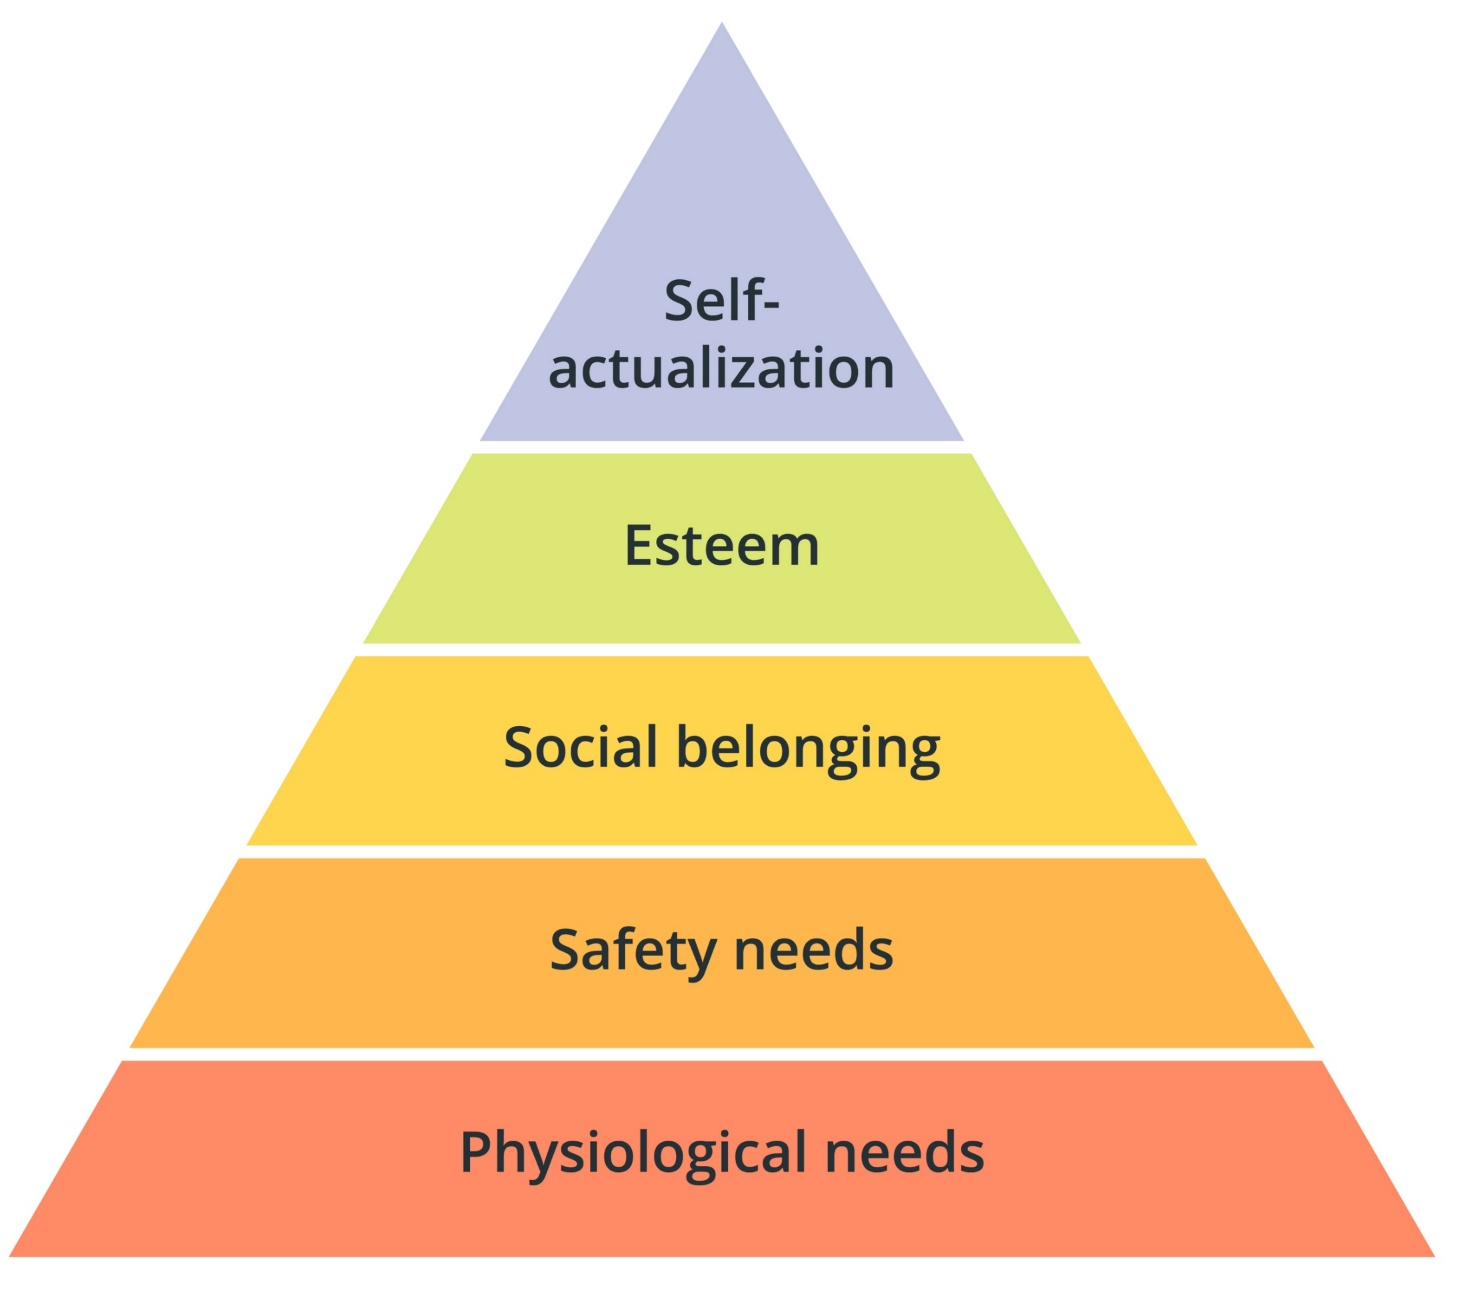 Self-
actualization
Esteem
Social belonging
Safety needs
Physiological needs